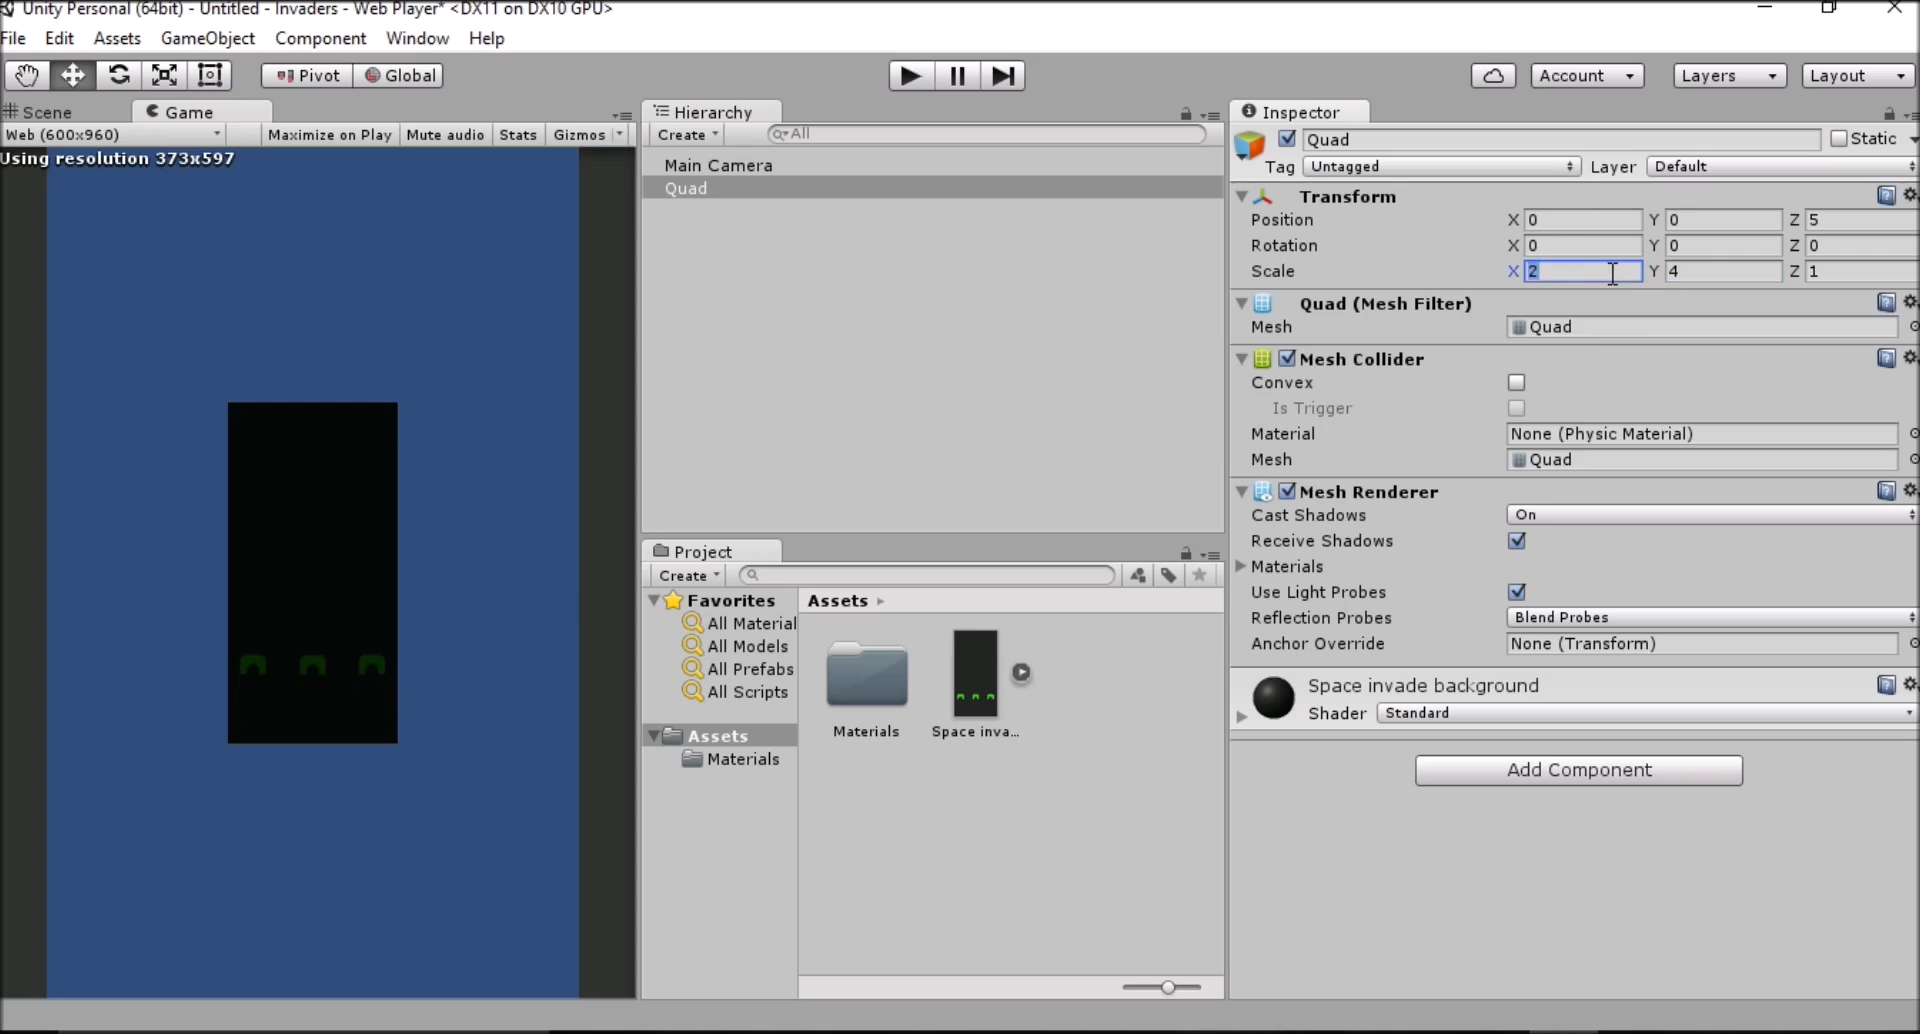 Unity Personal (64bit) - Untitled - Invaders - Web Player* <DX11 on DX10 GPU>
File Edit Assets GameObject Component Window Help
Pivot Global Account Layers Layout
Scene Game
Web (600x960) Maximize on Play Mute audio Stats Gizmos
Using resolution 373x597
Hierarchy
Create All
Main Camera
Quad
Project
Create
Favorites
All Material
All Models
All Prefabs
All Scripts
Assets
Materials
Assets
Materials
Space inva...
Inspector
Quad Static
Tag Untagged Layer Default
Transform
Position X 0 Y 0 Z 5
Rotation X 0 Y 0 Z 0
Scale X 2 Y 4 Z 1
Quad (Mesh Filter)
Mesh Quad
Mesh Collider
Convex
Is Trigger
Material None (Physic Material)
Mesh Quad
Mesh Renderer
Cast Shadows On
Receive Shadows
Materials
Use Light Probes
Reflection Probes Blend Probes
Anchor Override None (Transform)
Space invade background
Shader Standard
Add Component